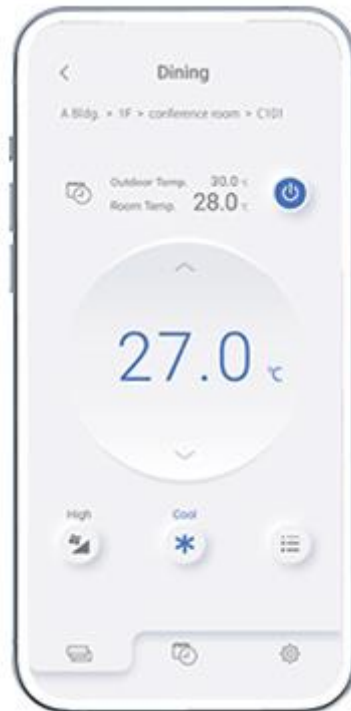 Dining
A Bldg. > 1F > conference room > C101
Outdoor Temp. 30.0 ℃
Room Temp. 28.0 ℃
27.0 ℃
High
Cool